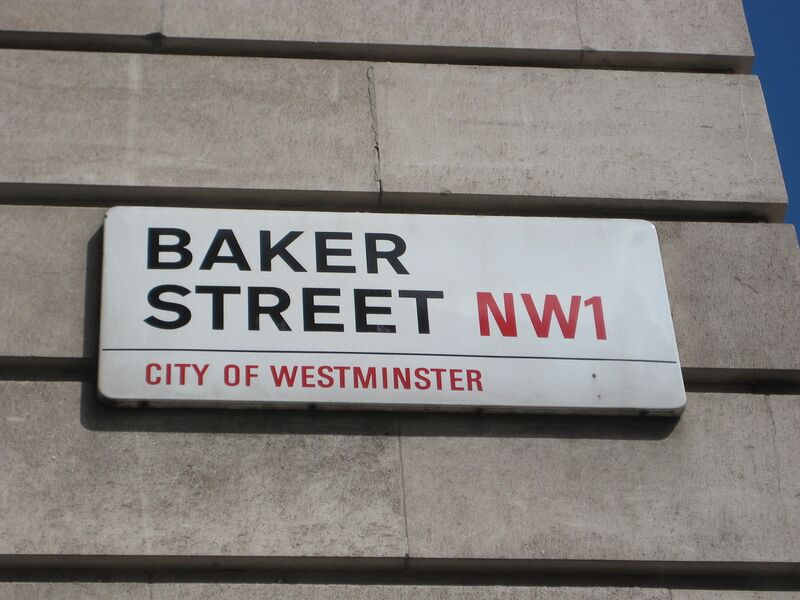 BAKER
STREET NW1
CITY OF WESTMINSTER